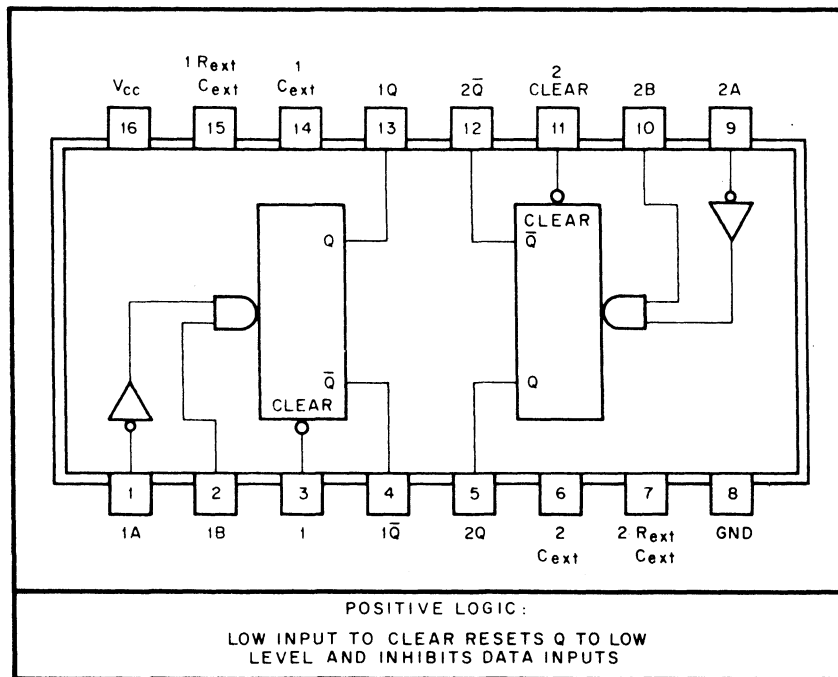 1 Rext 1 2
VCC Cext Cext 1Q 2Q̅ CLEAR 2B 2A
16 15 14 13 12 11 10 9
CLEAR
Q Q̅
Q̅ Q
CLEAR
1 2 3 4 5 6 7 8
1A 1B 1 1Q̅ 2Q 2 2 Rext GND
Cext Cext
POSITIVE LOGIC:
LOW INPUT TO CLEAR RESETS Q TO LOW
LEVEL AND INHIBITS DATA INPUTS